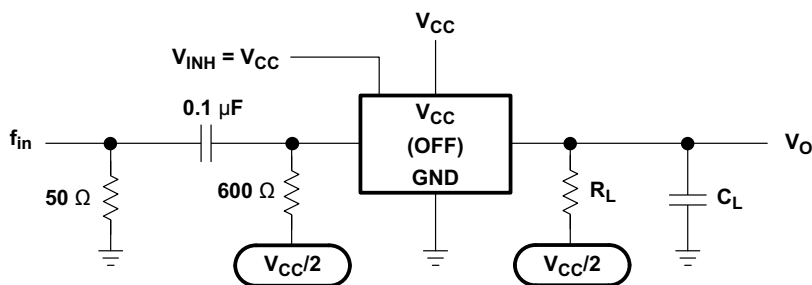 V_CC
V_INH = V_CC
0.1 µF
V_CC
f_in
(OFF)
V_O
GND
50 Ω
600 Ω
R_L
C_L
V_CC/2
V_CC/2